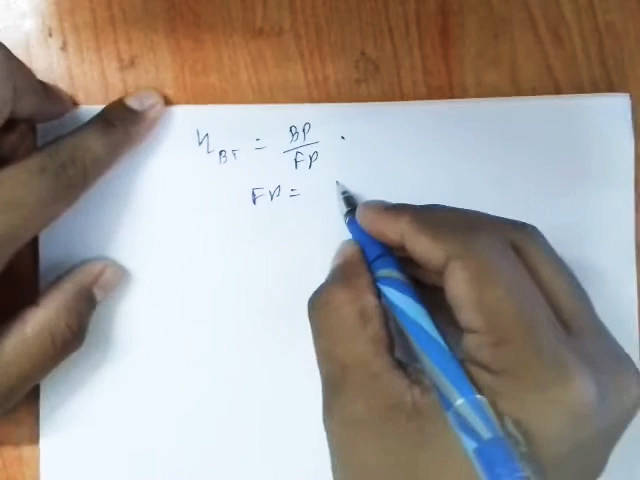 η_BT = BP/FP .
FP =